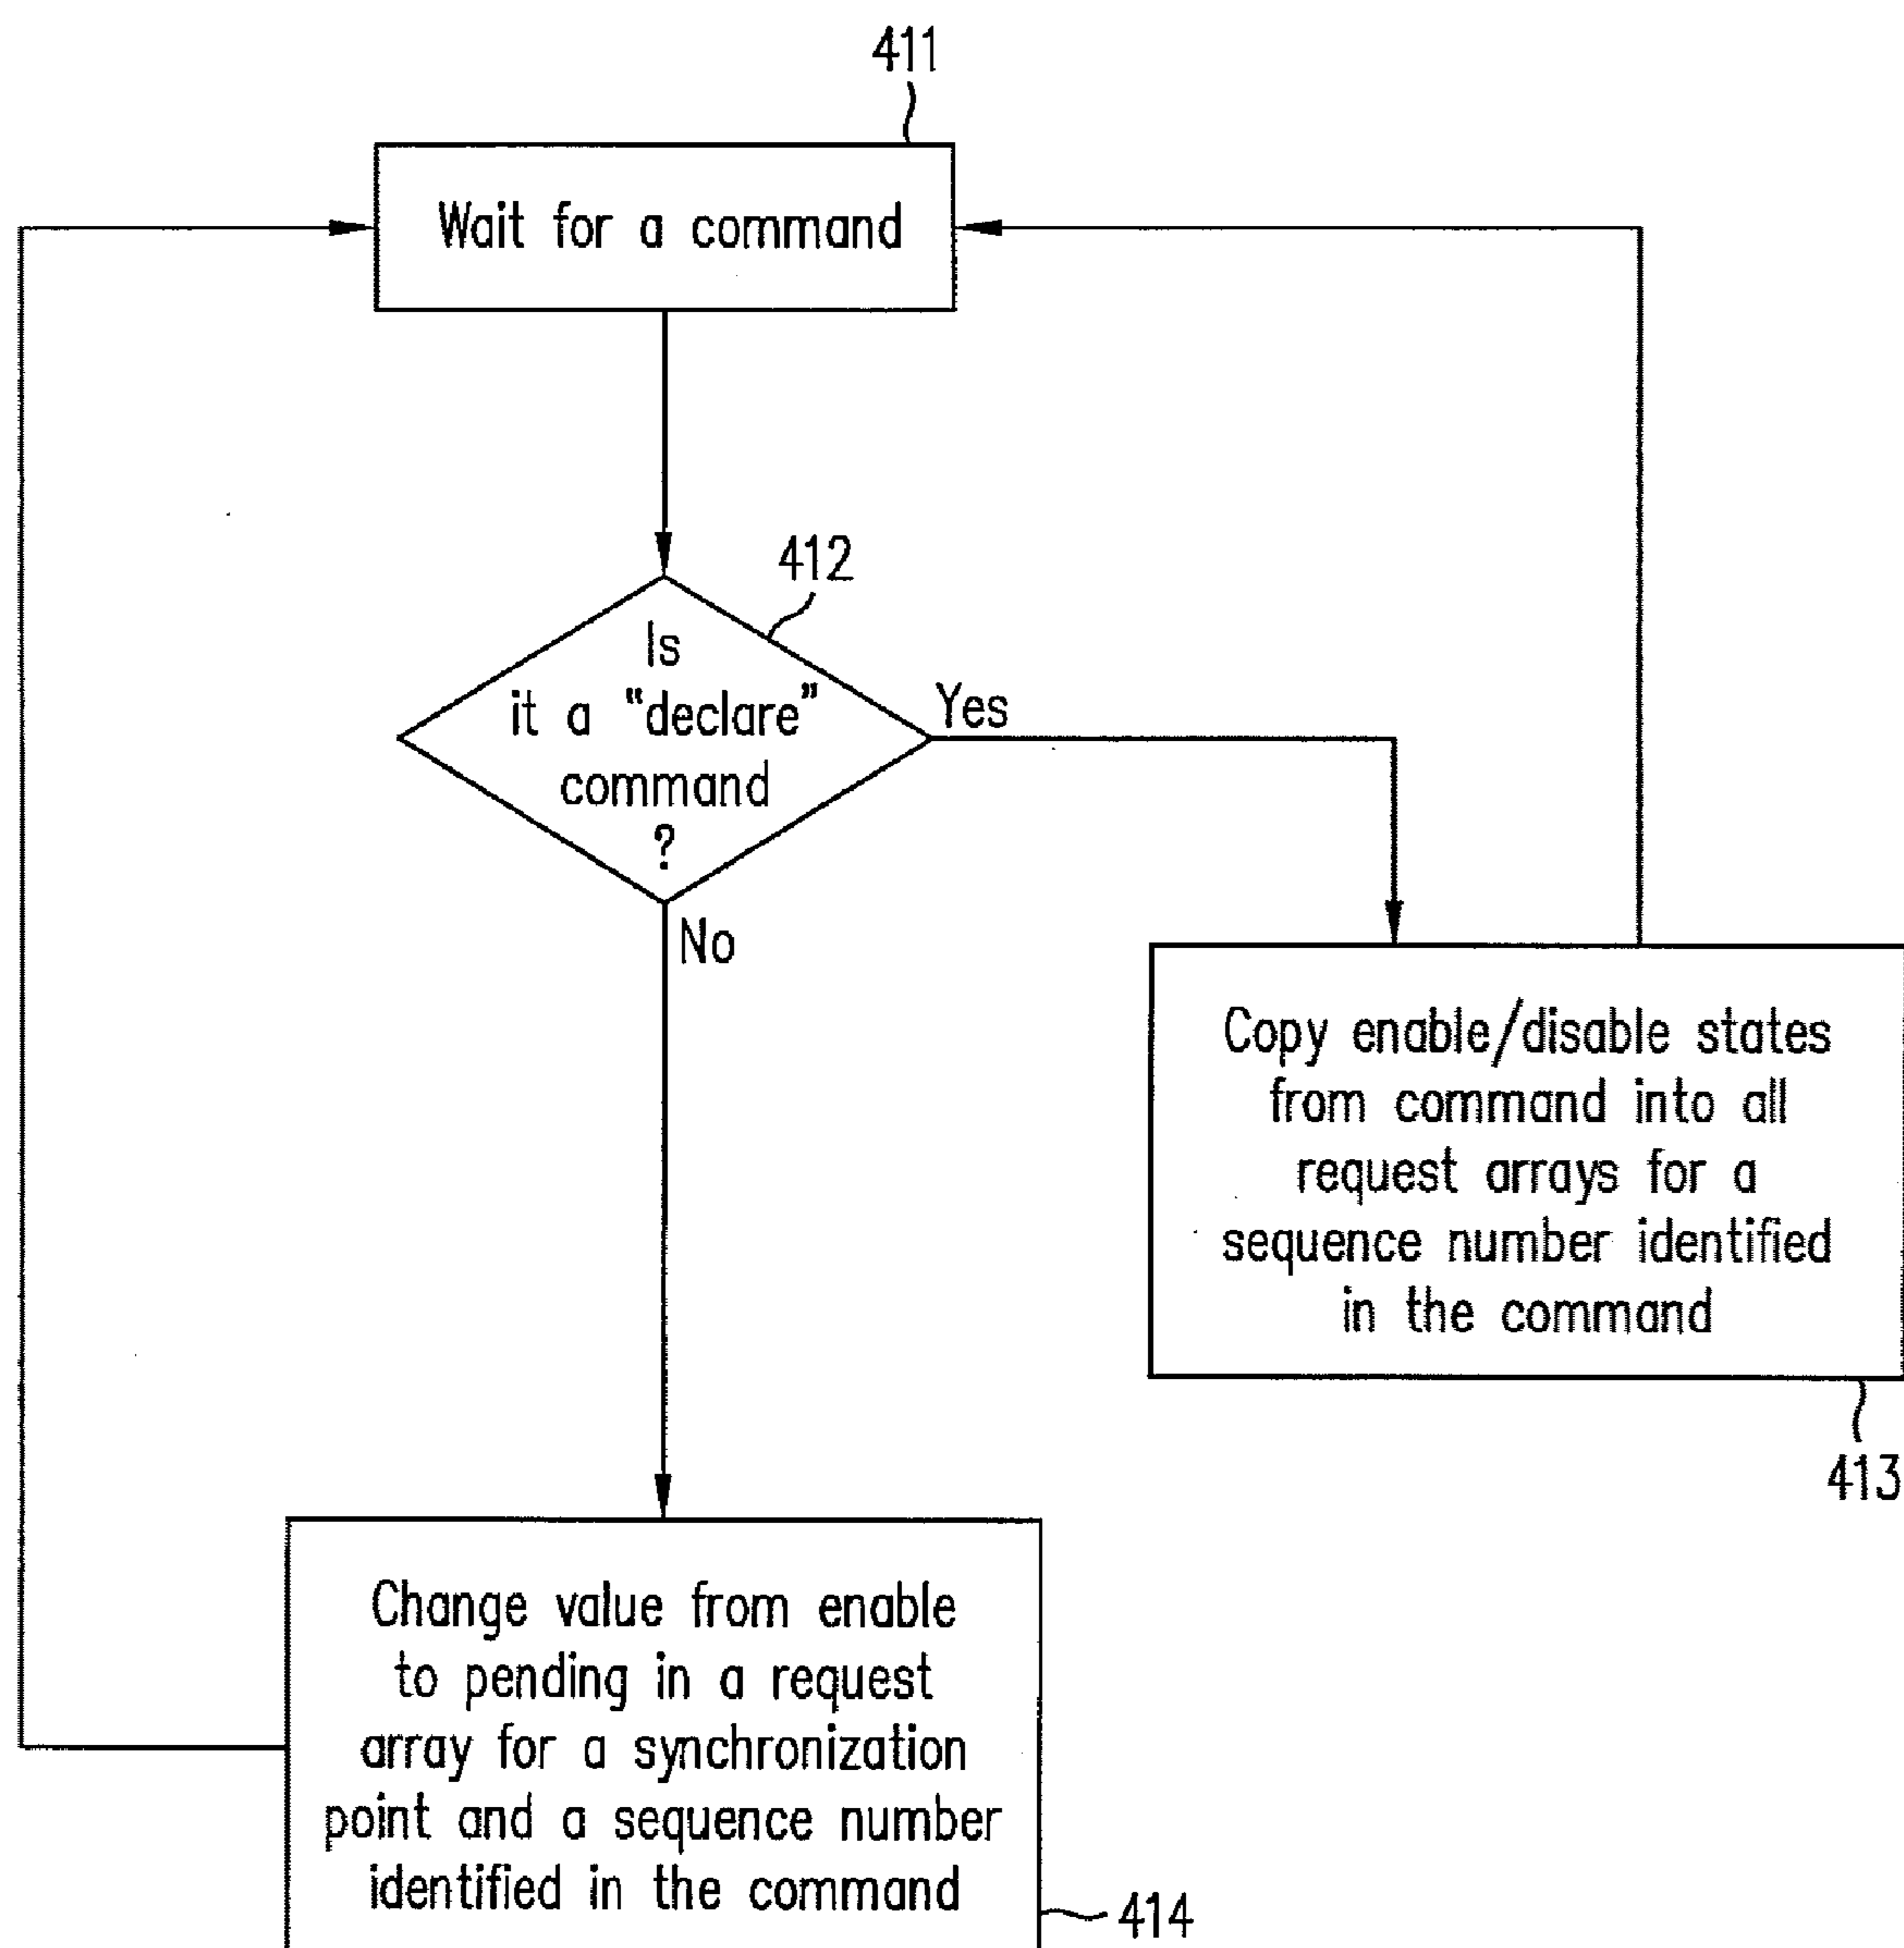 411
Wait for a command
412
Is
it a "declare"
command
?
Yes
No
Copy enable/disable states
from command into all
request arrays for a
sequence number identified
in the command
413
Change value from enable
to pending in a request
array for a synchronization
point and a sequence number
identified in the command
414